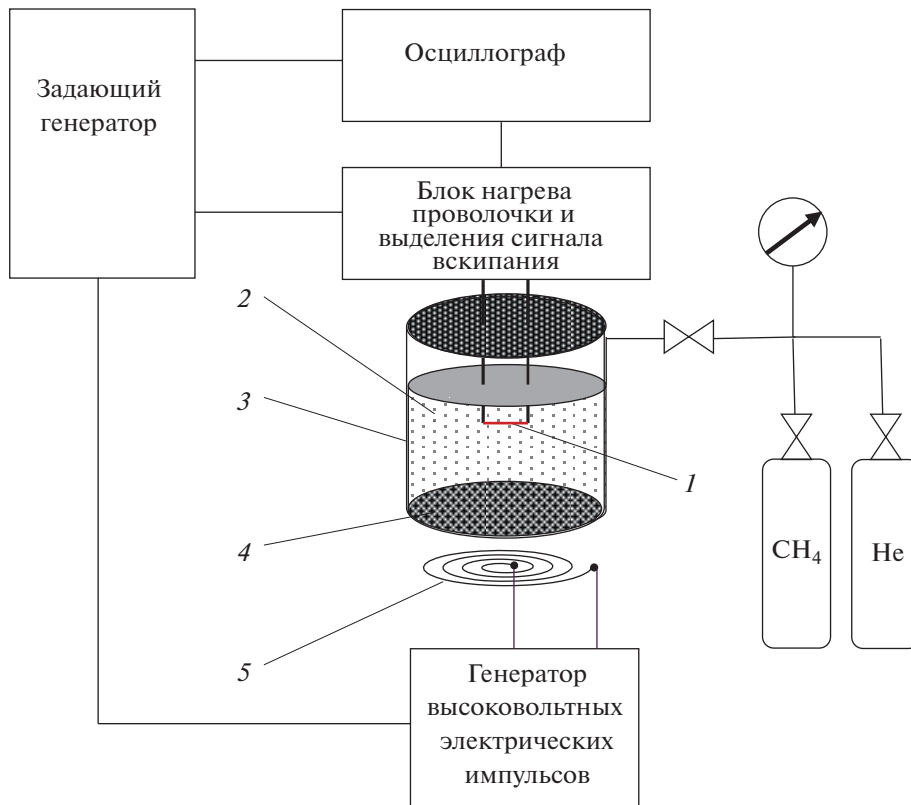 Осциллограф
Задающий
генератор
Блок нагрева
проволочки и
выделения сигнала
вскипания
2
3
1
4
CH₄
He
5
Генератор
высоковольтных
электрических
импульсов